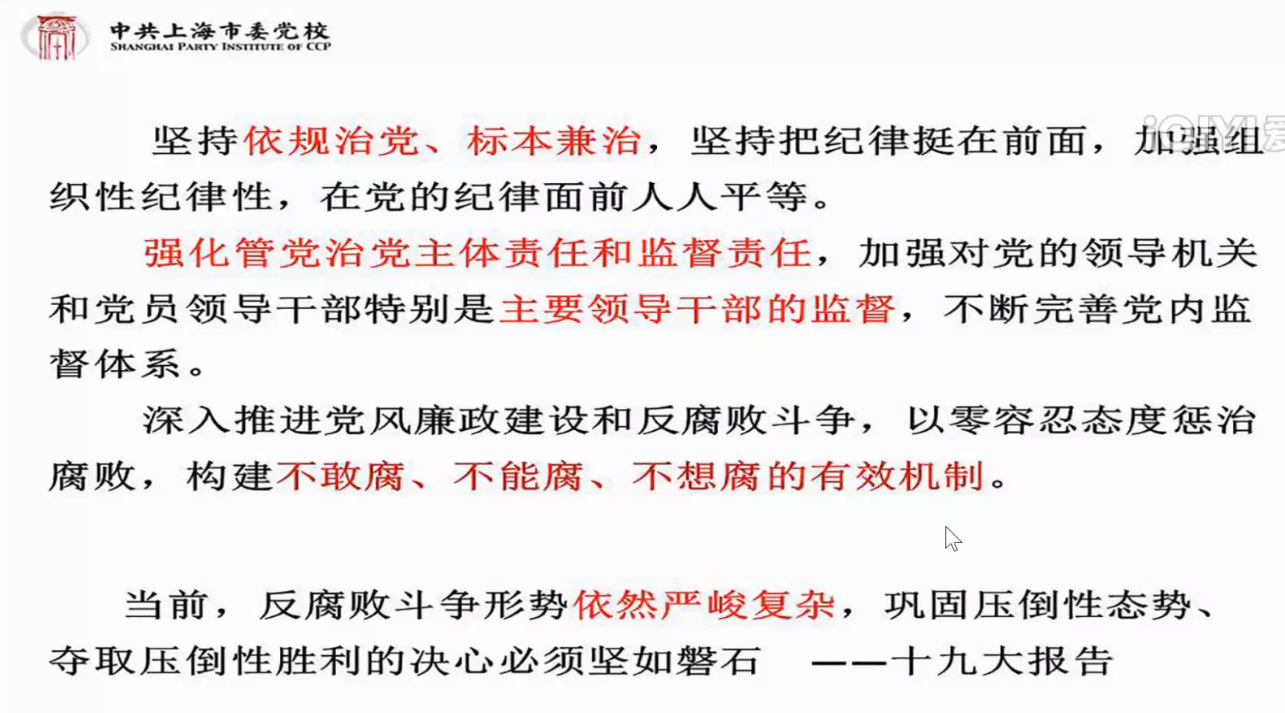 中共上海市委党校
SHANGHAI PARTY INSTITUTE OF CCP
iQIYI爱
坚持依规治党、标本兼治，坚持把纪律挺在前面，加强组
织性纪律性，在党的纪律面前人人平等。
强化管党治党主体责任和监督责任，加强对党的领导机关
和党员领导干部特别是主要领导干部的监督，不断完善党内监
督体系。
深入推进党风廉政建设和反腐败斗争，以零容忍态度惩治
腐败，构建不敢腐、不能腐、不想腐的有效机制。
当前，反腐败斗争形势依然严峻复杂，巩固压倒性态势、
夺取压倒性胜利的决心必须坚如磐石 ——十九大报告